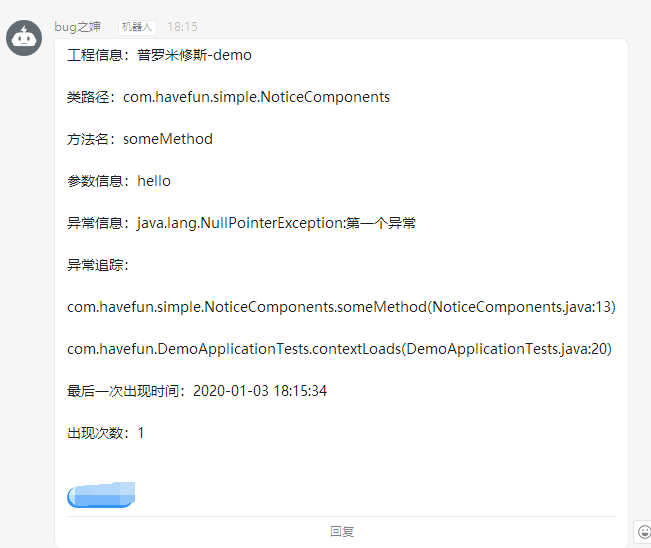 bug之婶 机器人 18:15
工程信息：普罗米修斯-demo
类路径：com.havefun.simple.NoticeComponents
方法名：someMethod
参数信息：hello
异常信息：java.lang.NullPointerException:第一个异常
异常追踪：
com.havefun.simple.NoticeComponents.someMethod(NoticeComponents.java:13)
com.havefun.DemoApplicationTests.contextLoads(DemoApplicationTests.java:20)
最后一次出现时间：2020-01-03 18:15:34
出现次数：1
回复